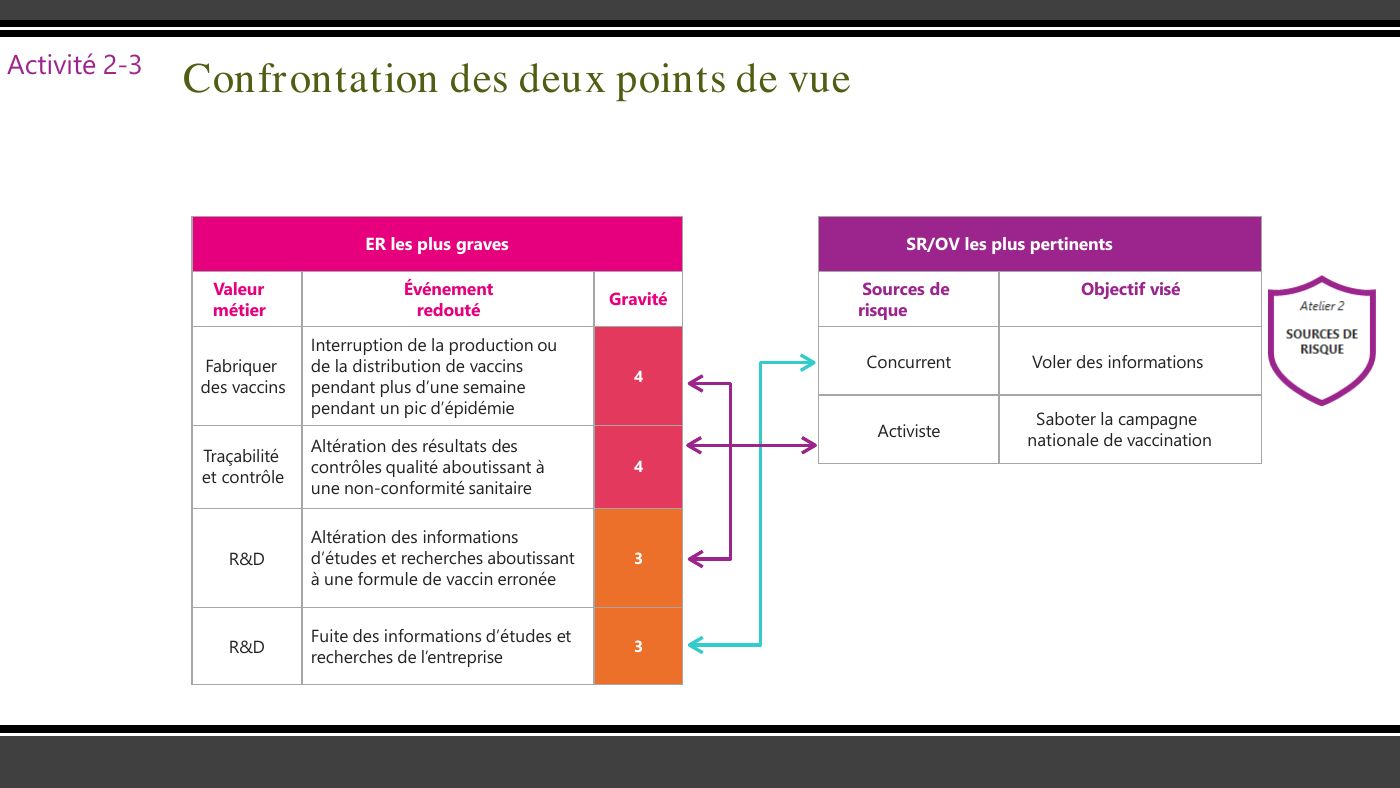 Activité 2-3
Confrontation des deux points de vue
ER les plus graves
Valeur
métier
Événement
redouté
Gravité
Fabriquer
des vaccins
Interruption de la production ou
de la distribution de vaccins
pendant plus d’une semaine
pendant un pic d’épidémie
4
Traçabilité
et contrôle
Altération des résultats des
contrôles qualité aboutissant à
une non-conformité sanitaire
4
R&D
Altération des informations
d’études et recherches aboutissant
à une formule de vaccin erronée
3
R&D
Fuite des informations d’études et
recherches de l’entreprise
3
SR/OV les plus pertinents
Sources de
risque
Objectif visé
Concurrent
Voler des informations
Activiste
Saboter la campagne
nationale de vaccination
Atelier 2
SOURCES DE
RISQUE